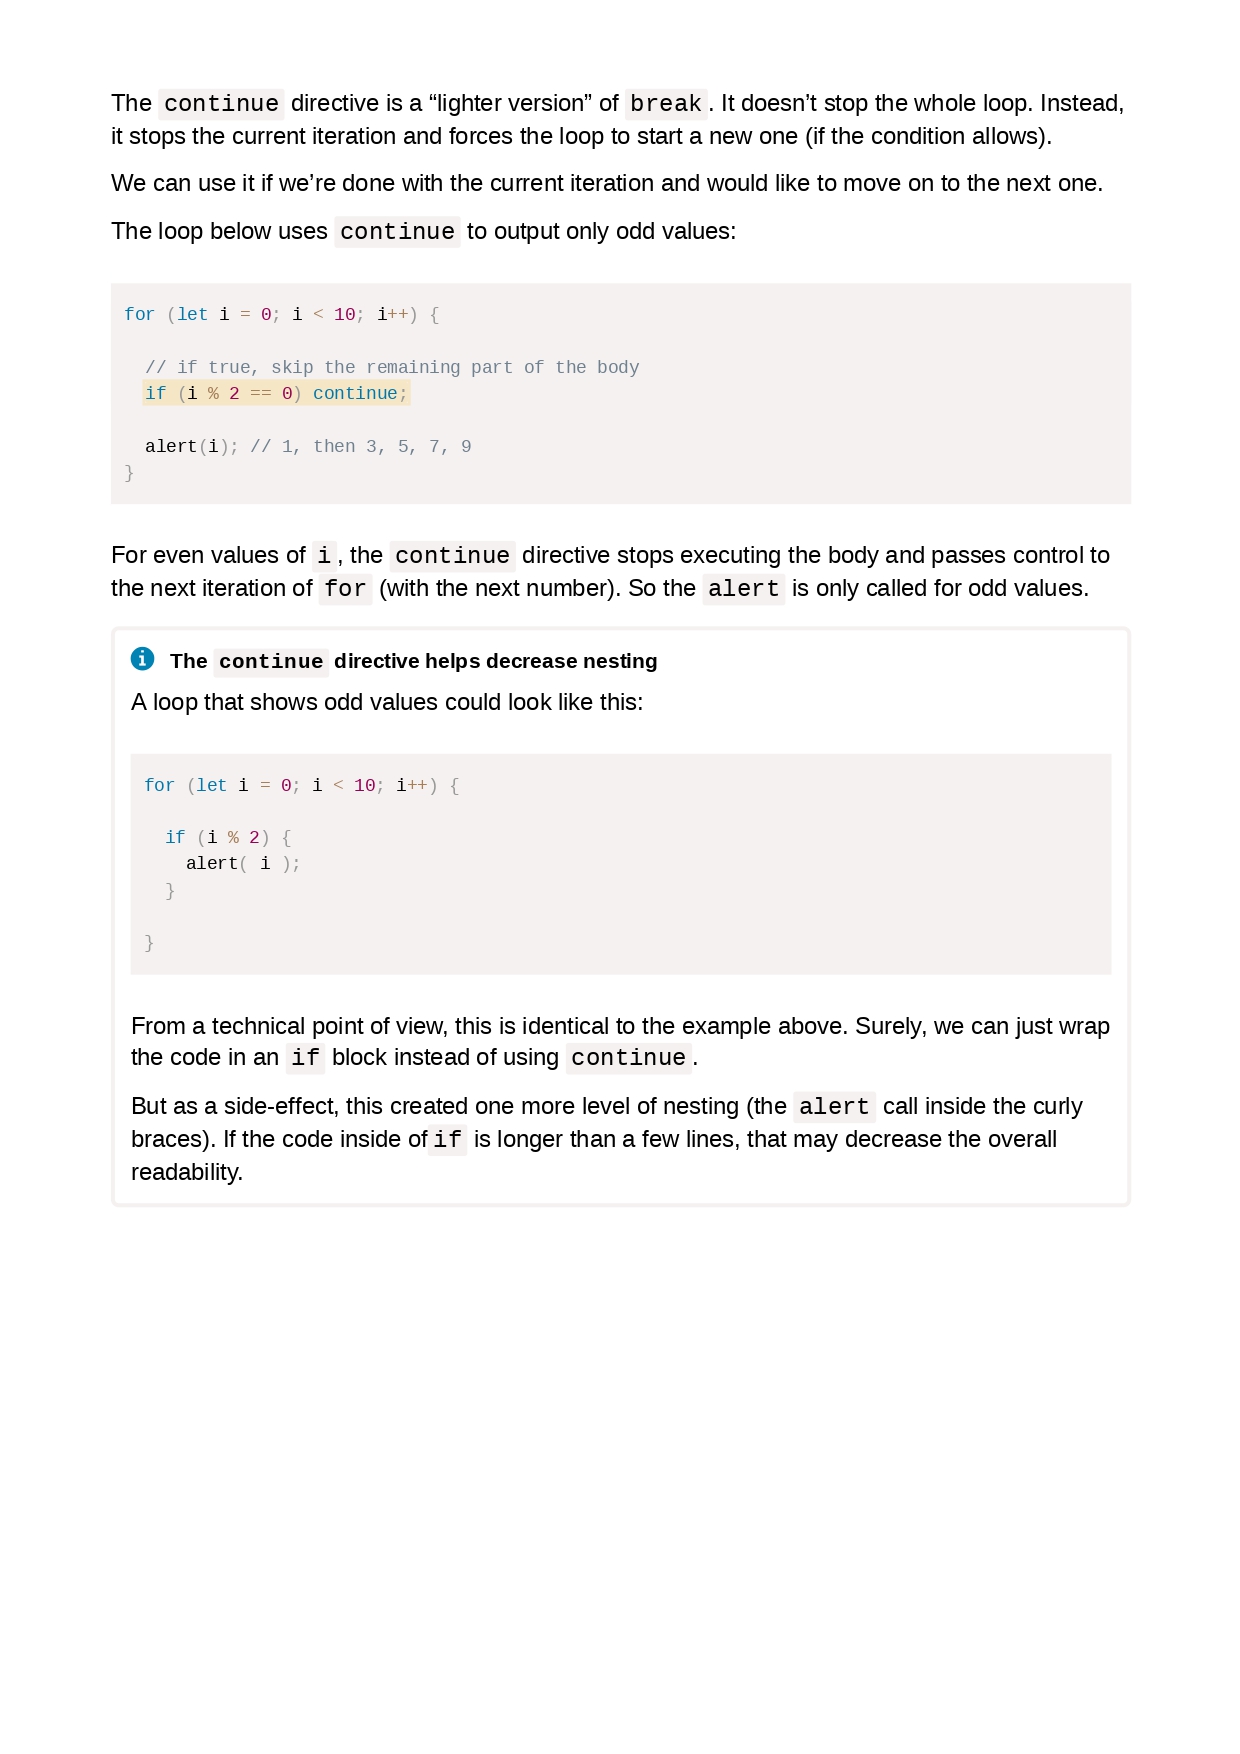 The continue directive is a “lighter version” of break. It doesn’t stop the whole loop. Instead,
it stops the current iteration and forces the loop to start a new one (if the condition allows).
We can use it if we’re done with the current iteration and would like to move on to the next one.
The loop below uses continue to output only odd values:
for (let i = 0; i < 10; i++) {
  // if true, skip the remaining part of the body
  if (i % 2 == 0) continue;
  alert(i); // 1, then 3, 5, 7, 9
}
For even values of i, the continue directive stops executing the body and passes control to
the next iteration of for (with the next number). So the alert is only called for odd values.
The continue directive helps decrease nesting
A loop that shows odd values could look like this:
for (let i = 0; i < 10; i++) {
  if (i % 2) {
    alert( i );
  }
}
From a technical point of view, this is identical to the example above. Surely, we can just wrap
the code in an if block instead of using continue.
But as a side-effect, this created one more level of nesting (the alert call inside the curly
braces). If the code inside of if is longer than a few lines, that may decrease the overall
readability.